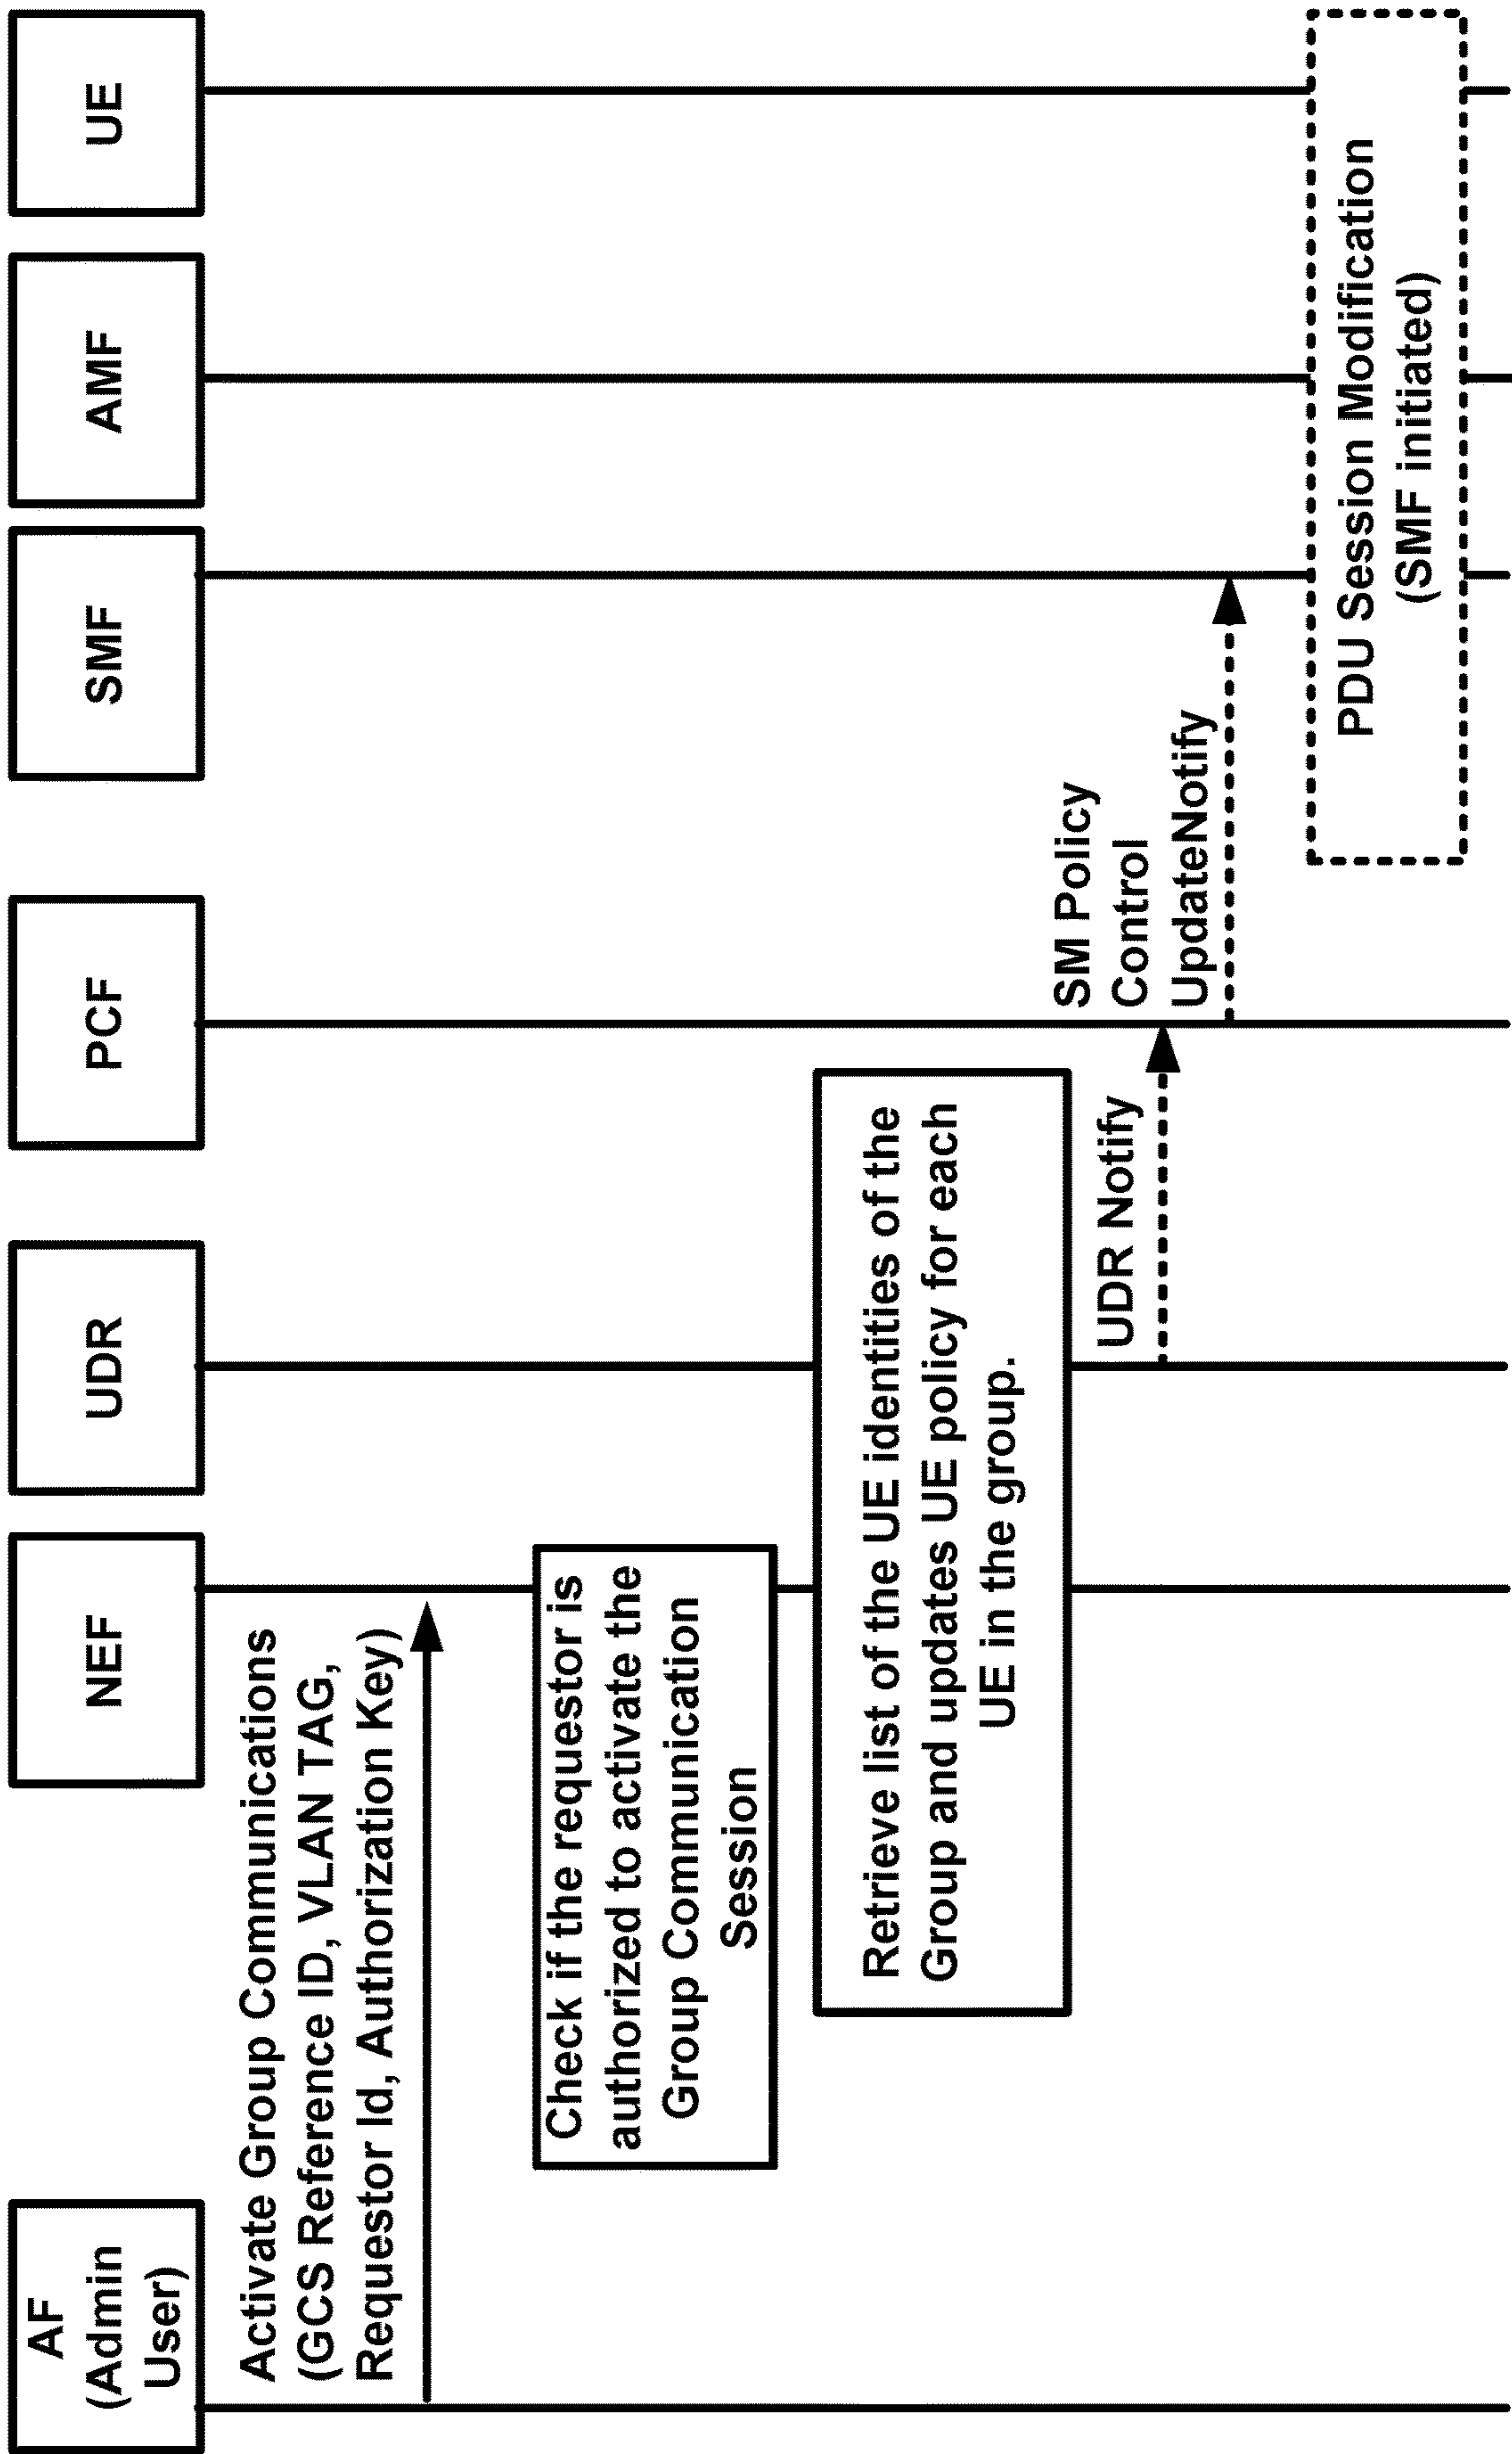 AF
(Admin
User)
NEF
UDR
PCF
SMF
AMF
UE
Activate Group Communications
(GCS Reference ID, VLAN TAG,
Requestor Id, Authorization Key)
Check if the requestor is
authorized to activate the
Group Communication
Session
Retrieve list of the UE identities of the
Group and updates UE policy for each
UE in the group.
UDR Notify
SM Policy
Control
UpdateNotify
PDU Session Modification
(SMF initiated)